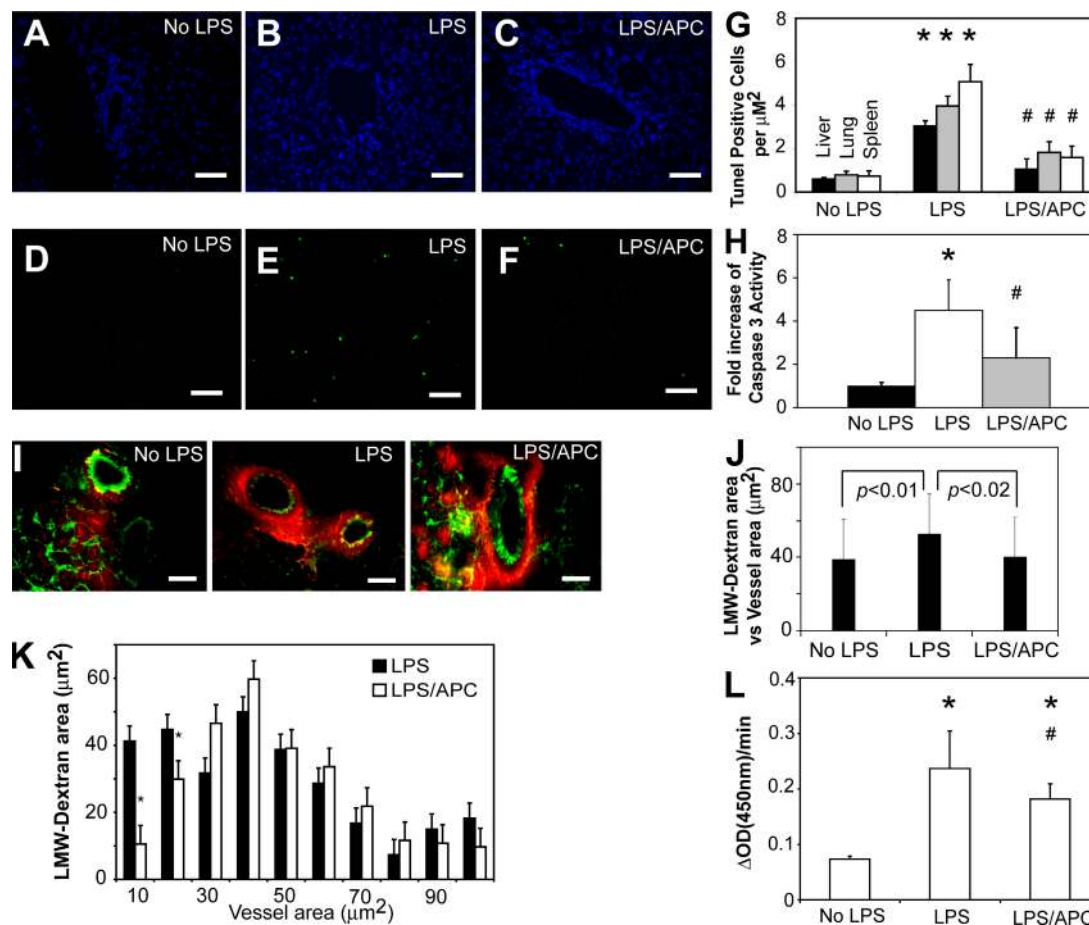 A
No LPS
B
LPS
C
LPS/APC
D
No LPS
E
LPS
F
LPS/APC
G
Tunel Positive Cells
per μM²
8
6
4
2
0
Liver
Lung
Spleen
* * *
# # #
No LPS
LPS
LPS/APC
H
Fold increase of
Caspase 3 Activity
8
6
4
2
0
*
#
No LPS
LPS
LPS/APC
I
No LPS
LPS
LPS/APC
J
LMW-Dextran area
vs Vessel area (μm²)
80
40
0
p<0.01
p<0.02
No LPS
LPS
LPS/APC
K
LMW-Dextran area (μm²)
60
40
20
0
LPS
LPS/APC
*
*
10
30
50
70
90
Vessel area (μm²)
L
ΔOD(450nm)/min
0.4
0.3
0.2
0.1
0
*
*
#
No LPS
LPS
LPS/APC